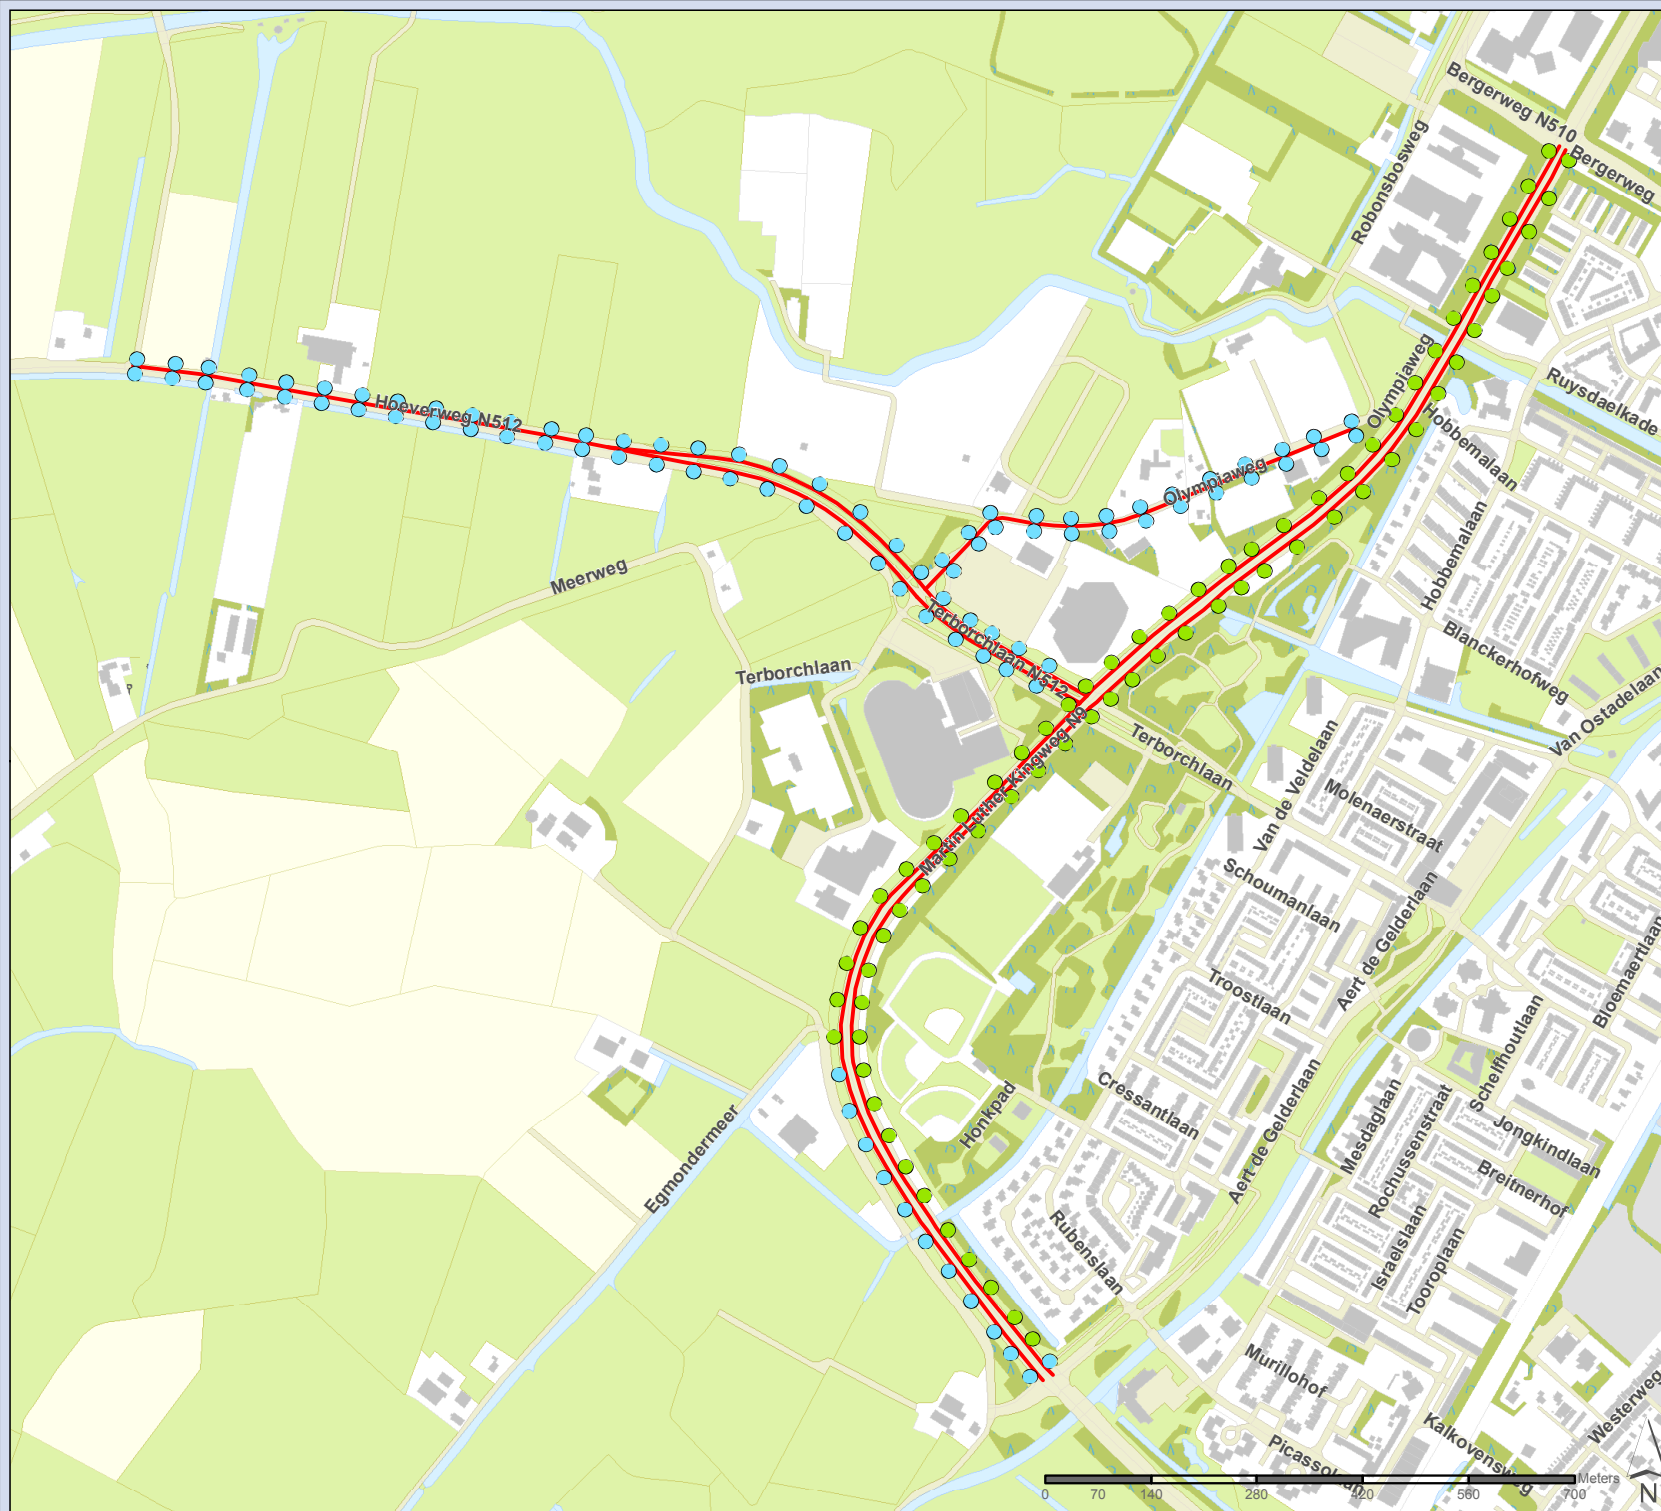 Bergerweg N510
Bergerweg
Robonsbosweg
Olympiaweg
Ruysdaelkade
Hobbemalaan
Hoeverweg N512
Olympiaweg
Hobbemalaan
Meerweg
Terborchlaan N512
Blanckerhofweg
Terborchlaan
Van Ostadelaan
Martin Luther Kingweg N9
Terborchlaan
Van de Veldelaan
Molenaerstraat
Schoumanlaan
Aert de Gelderlaan
Bloemaertlaan
Troostlaan
Schelfhoutlaan
Honkpad
Cressantlaan
Mesdaglaan
Rochussenstraat
Jongkindlaan
Egmondermeer
Aert de Gelderlaan
Breitnerhof
Rubenslaan
Israelslaan
Tooroplaan
Murillohof
Westerweg
Kalkovensweg
Picassolaan
Meters
0 70 140 280 420 560 700
N